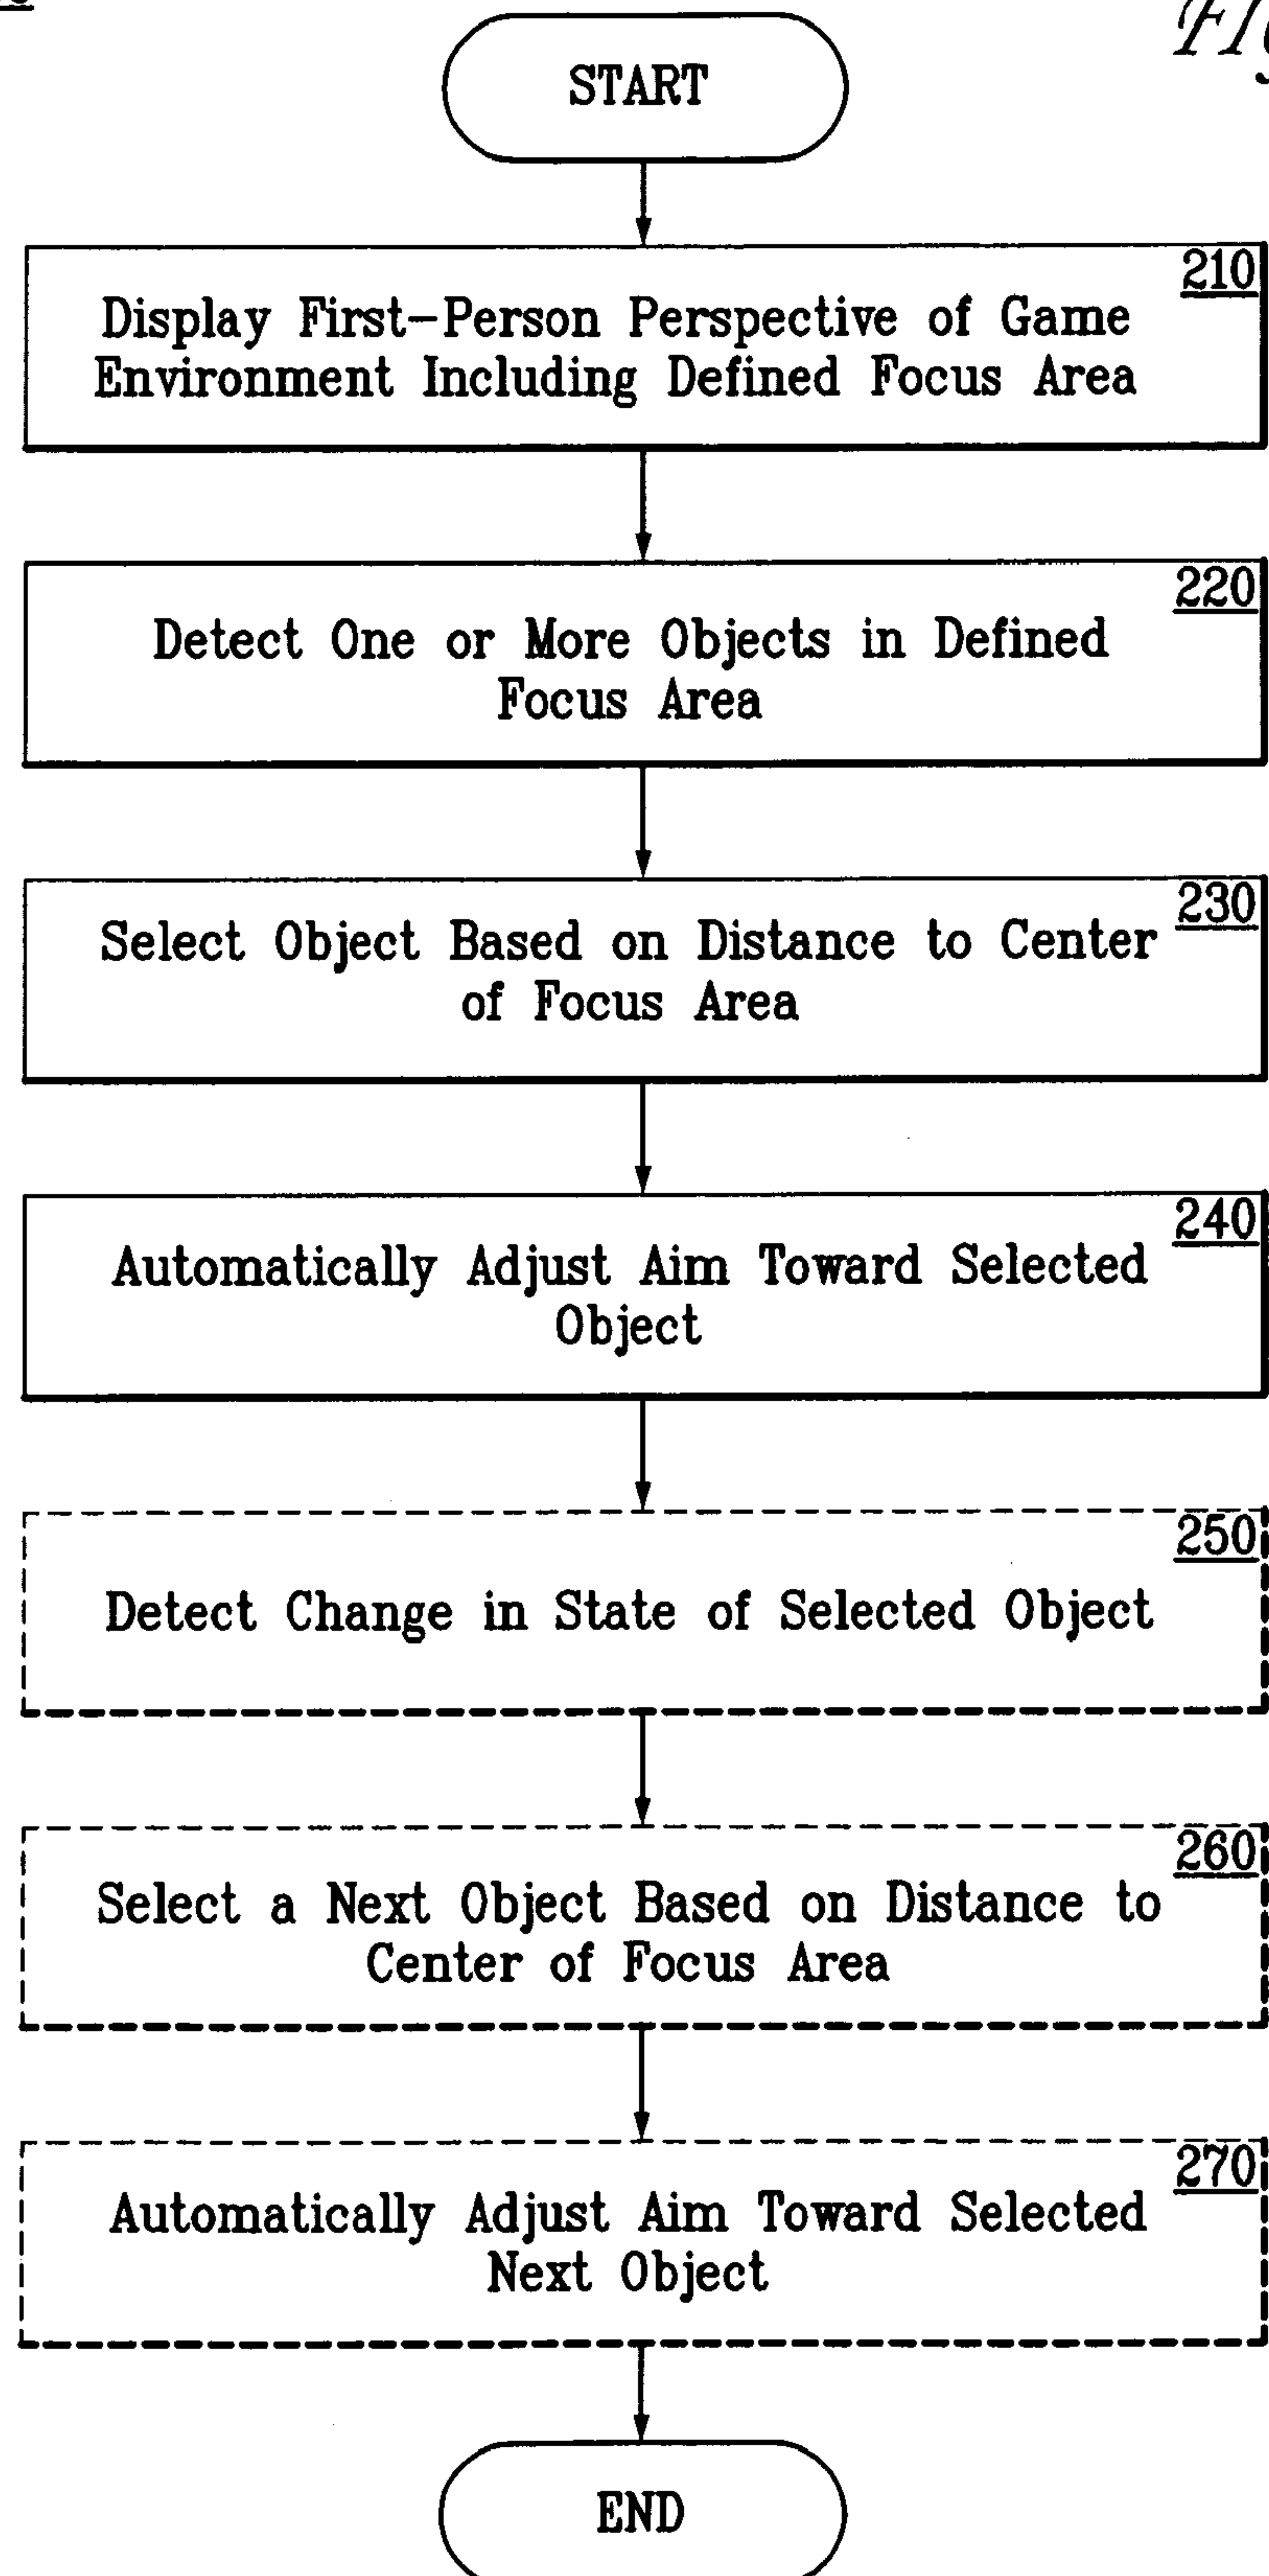 START
210
Display First-Person Perspective of Game
Environment Including Defined Focus Area
220
Detect One or More Objects in Defined
Focus Area
230
Select Object Based on Distance to Center
of Focus Area
240
Automatically Adjust Aim Toward Selected
Object
250
Detect Change in State of Selected Object
260
Select a Next Object Based on Distance to
Center of Focus Area
270
Automatically Adjust Aim Toward Selected
Next Object
END